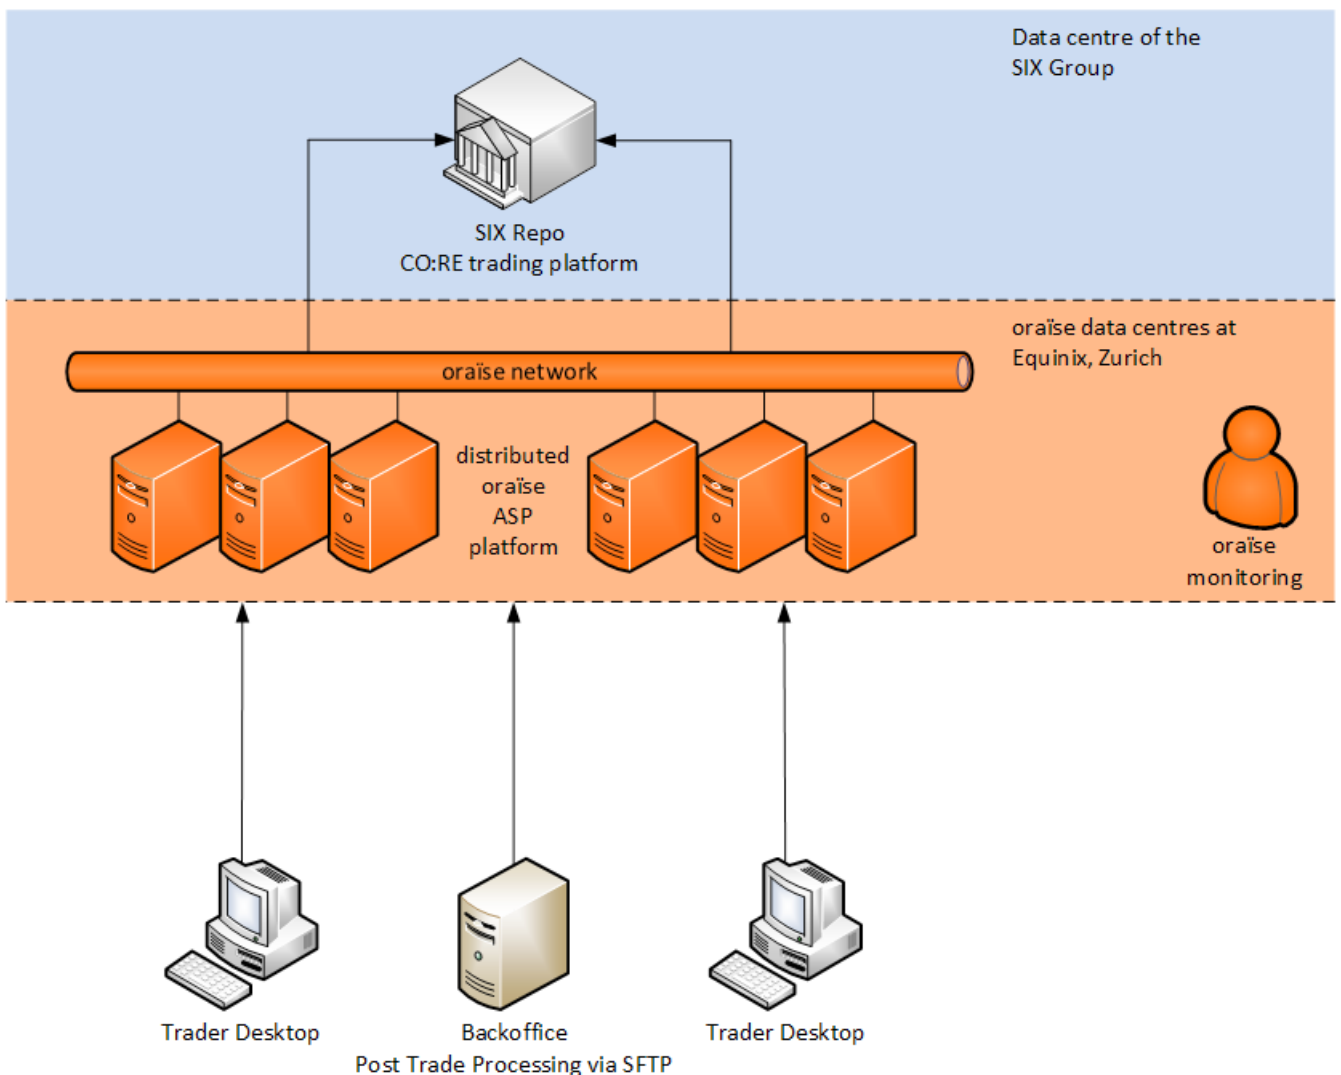 Data centre of the
SIX Group
SIX Repo
CO:RE trading platform
oraïse data centres at
Equinix, Zurich
oraïse network
distributed
oraïse
ASP
platform
oraïse
monitoring
Trader Desktop
Backoffice
Post Trade Processing via SFTP
Trader Desktop